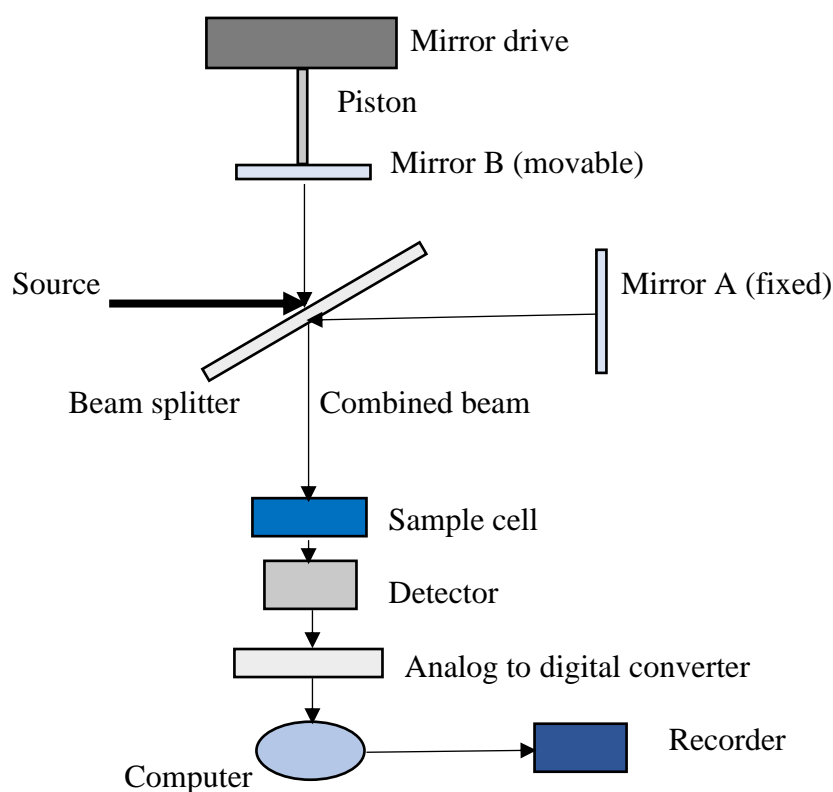 Mirror drive
Piston
Mirror B (movable)
Source
Mirror A (fixed)
Beam splitter
Combined beam
Sample cell
Detector
Analog to digital converter
Recorder
Computer